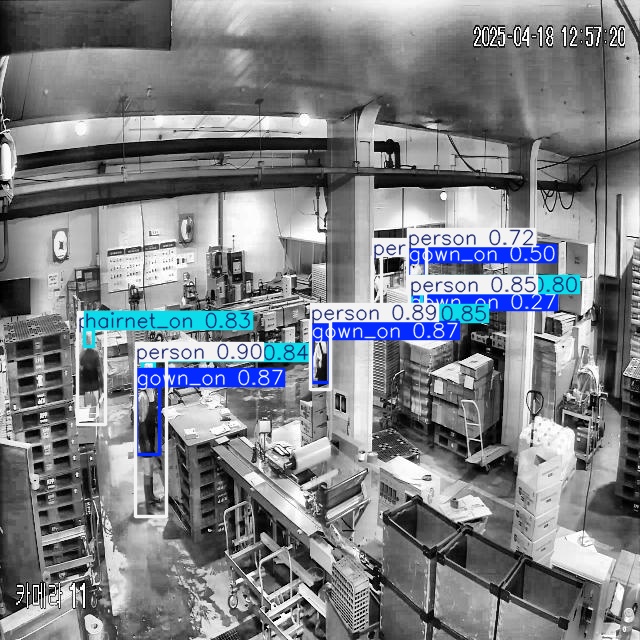 2025-04-18 12:57:20
person 0.72
per
gown_on 0.50
person 0.85
0.80
gown_on 0.27
hairnet_on 0.83
person 0.89
0.85
gown_on 0.87
person 0.90
0.84
gown_on 0.87
카메라 11